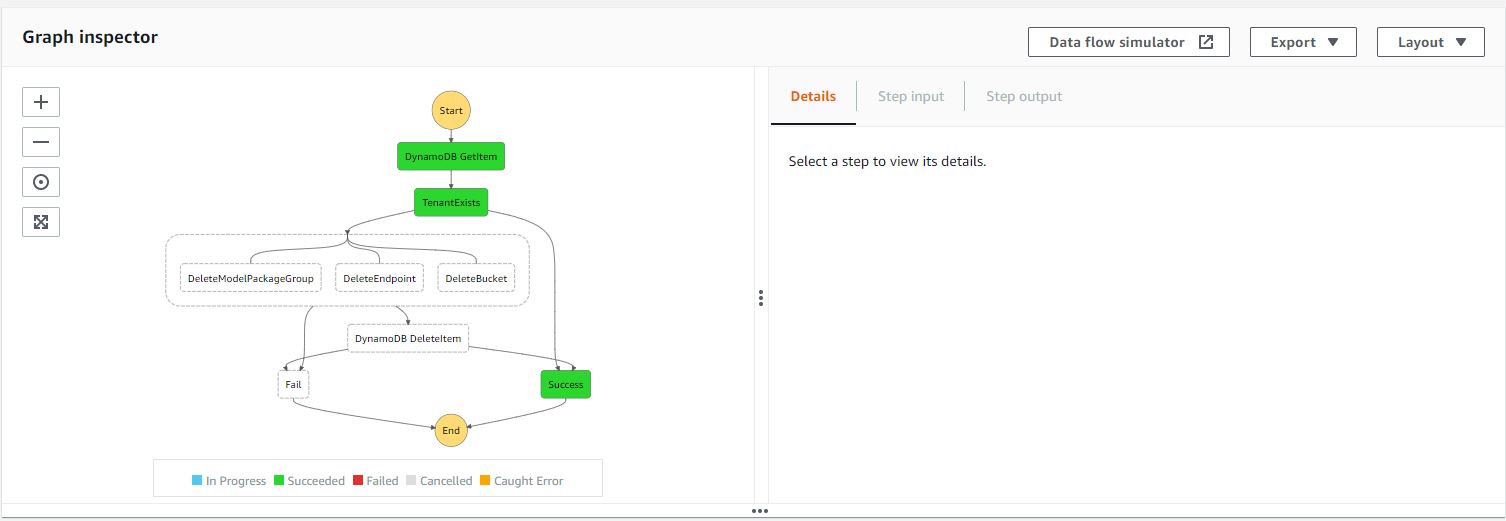 Graph inspector
Data flow simulator
Export
Layout
Details
Step input
Step output
Select a step to view its details.
Start
DynamoDB GetItem
TenantExists
DeleteModelPackageGroup
DeleteEndpoint
DeleteBucket
DynamoDB DeleteItem
Fail
Success
End
In Progress Succeeded Failed Cancelled Caught Error